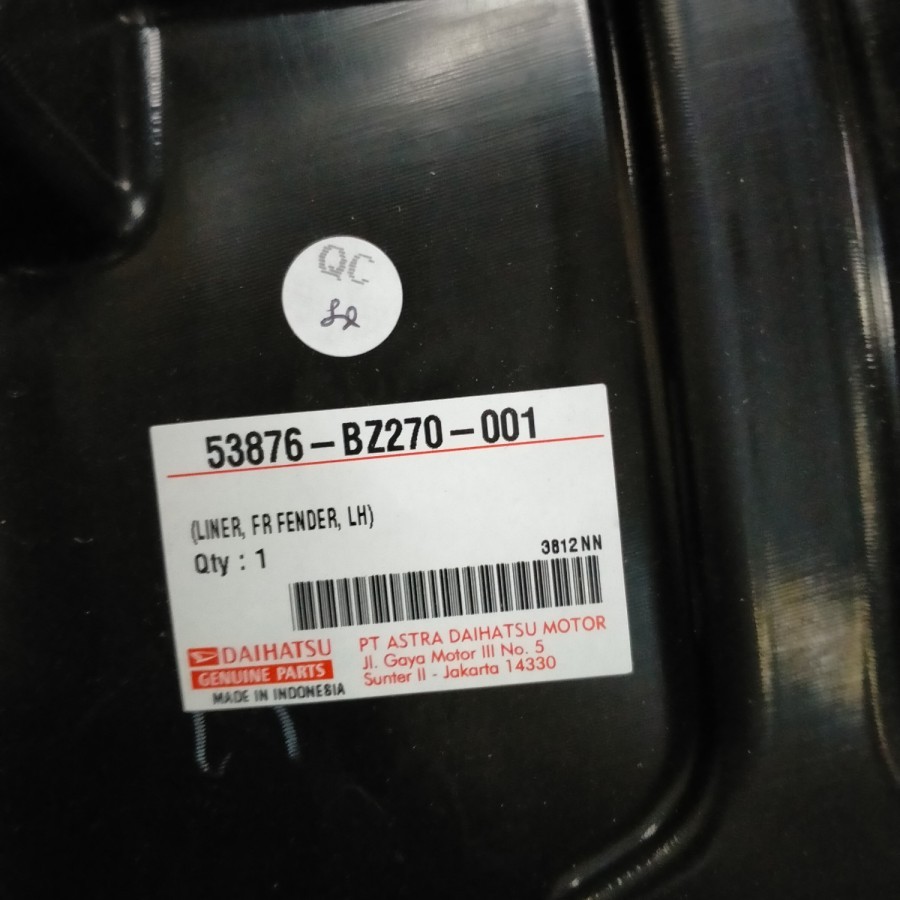 QC
53876-BZ270-001
(LINER, FR FENDER, LH)
Qty : 1
3812NN
DAIHATSU
GENUINE PARTS
MADE IN INDONESIA
PT ASTRA DAIHATSU MOTOR
Jl. Gaya Motor III No. 5
Sunter II - Jakarta 14330